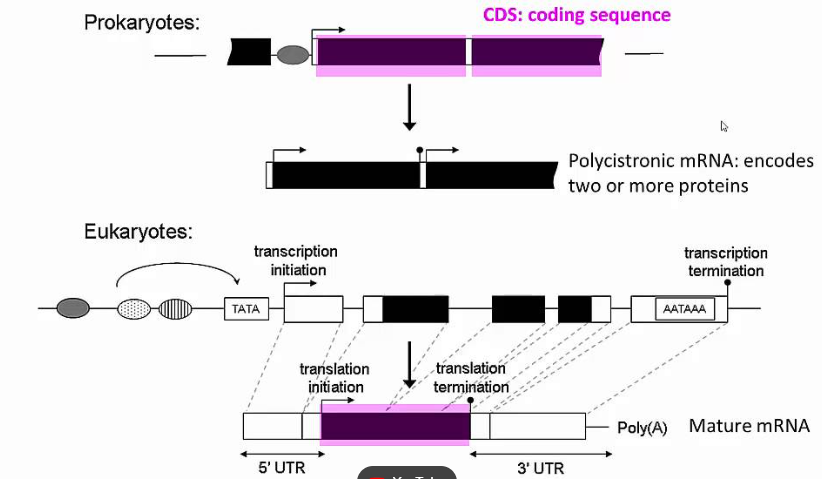 Prokaryotes:
CDS: coding sequence
Polycistronic mRNA: encodes
two or more proteins
Eukaryotes:
transcription
initiation
transcription
termination
TATA
AATAAA
translation
initiation
translation
termination
Poly(A)
Mature mRNA
5' UTR
3' UTR